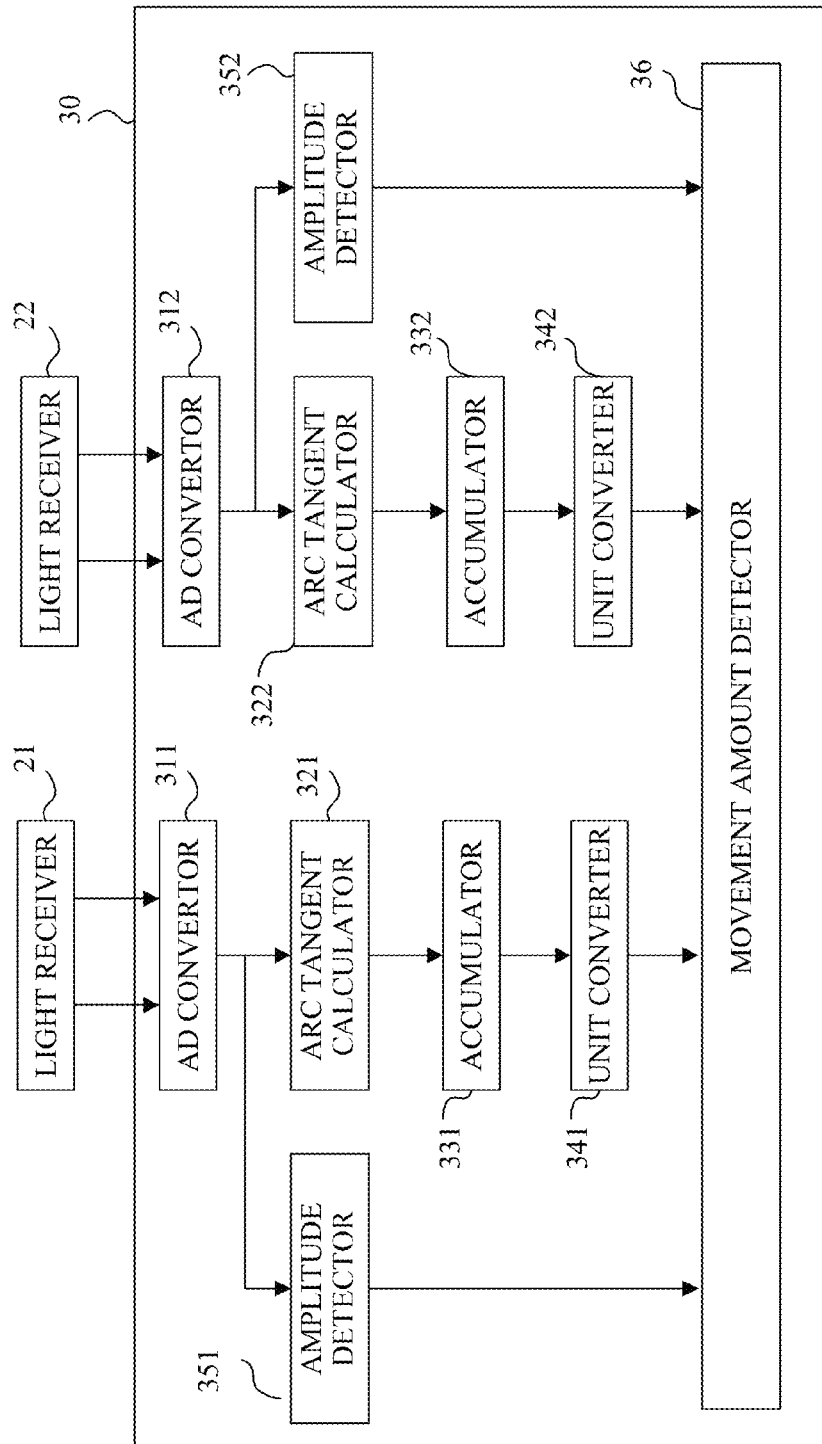 30
21
22
LIGHT RECEIVER
LIGHT RECEIVER
311
312
AD CONVERTOR
AD CONVERTOR
351
321
322
352
AMPLITUDE
DETECTOR
ARC TANGENT
CALCULATOR
ARC TANGENT
CALCULATOR
AMPLITUDE
DETECTOR
331
332
ACCUMULATOR
ACCUMULATOR
341
342
UNIT CONVERTER
UNIT CONVERTER
36
MOVEMENT AMOUNT DETECTOR